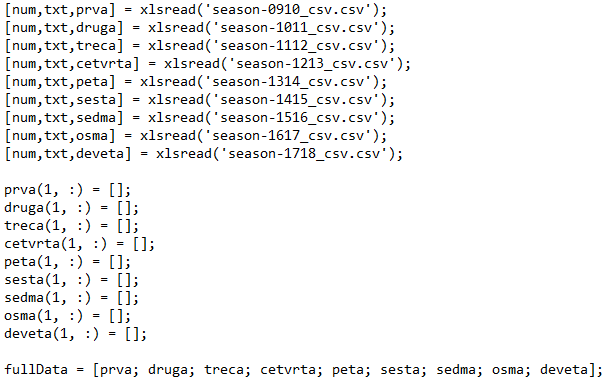 [num,txt,prva] = xlsread('season-0910_csv.csv');
[num,txt,druga] = xlsread('season-1011_csv.csv');
[num,txt,treca] = xlsread('season-1112_csv.csv');
[num,txt,cetvrta] = xlsread('season-1213_csv.csv');
[num,txt,peta] = xlsread('season-1314_csv.csv');
[num,txt,sesta] = xlsread('season-1415_csv.csv');
[num,txt,sedma] = xlsread('season-1516_csv.csv');
[num,txt,osma] = xlsread('season-1617_csv.csv');
[num,txt,deveta] = xlsread('season-1718_csv.csv');
prva(1, :) = [];
druga(1, :) = [];
treca(1, :) = [];
cetvrta(1, :) = [];
peta(1, :) = [];
sesta(1, :) = [];
sedma(1, :) = [];
osma(1, :) = [];
deveta(1, :) = [];
fullData = [prva; druga; treca; cetvrta; peta; sesta; sedma; osma; deveta];